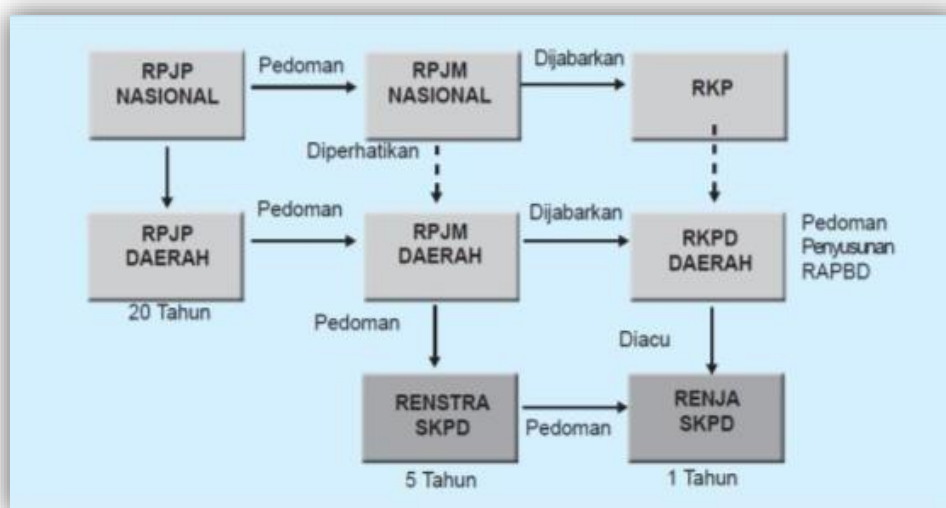 RPJP
NASIONAL
Pedoman
RPJM
NASIONAL
Dijabarkan
RKP
Diperhatikan
RPJP
DAERAH
Pedoman
RPJM
DAERAH
Dijabarkan
RKPD
DAERAH
Pedoman
Penyusunan
RAPBD
20 Tahun
Pedoman
Diacu
RENSTRA
SKPD
Pedoman
RENJA
SKPD
5 Tahun
1 Tahun